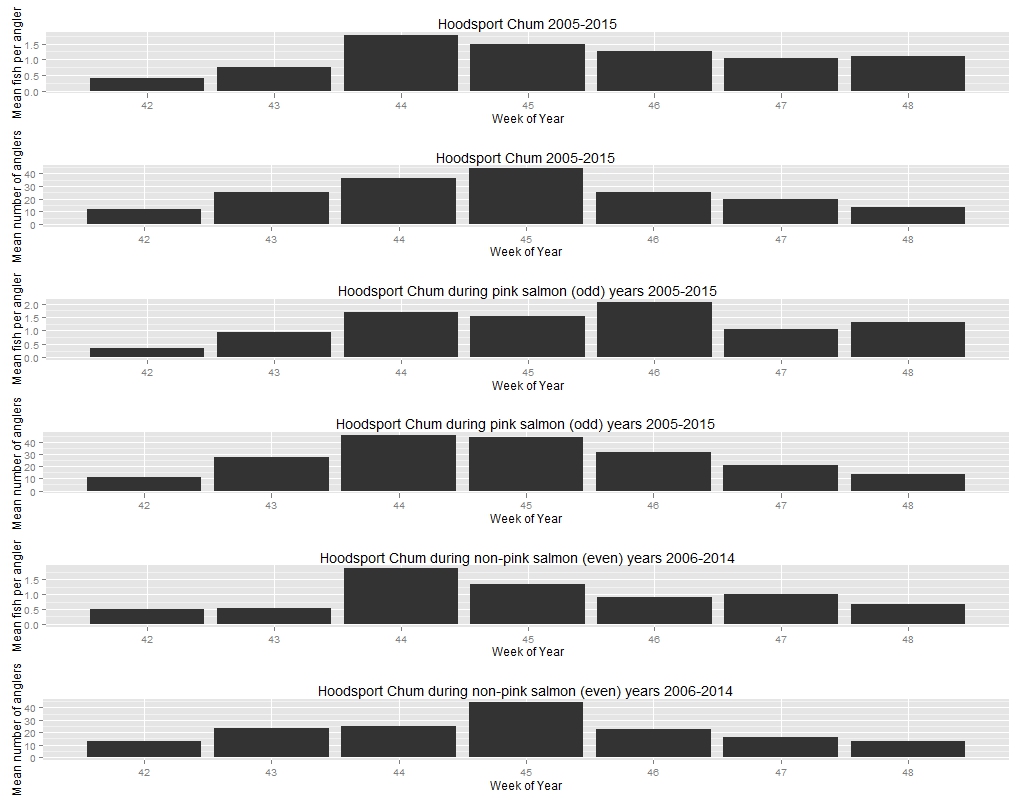 Hoodsport Chum 2005-2015
Mean fish per angler
1.5
1.0
0.5
0.0
42 43 44 45 46 47 48
Week of Year
Hoodsport Chum 2005-2015
Mean number of anglers
40
30
20
10
0
42 43 44 45 46 47 48
Week of Year
Hoodsport Chum during pink salmon (odd) years 2005-2015
Mean fish per angler
2.0
1.5
1.0
0.5
0.0
42 43 44 45 46 47 48
Week of Year
Hoodsport Chum during pink salmon (odd) years 2005-2015
Mean number of anglers
40
30
20
10
0
42 43 44 45 46 47 48
Week of Year
Hoodsport Chum during non-pink salmon (even) years 2006-2014
Mean fish per angler
1.5
1.0
0.5
0.0
42 43 44 45 46 47 48
Week of Year
Hoodsport Chum during non-pink salmon (even) years 2006-2014
Mean number of anglers
40
30
20
10
0
42 43 44 45 46 47 48
Week of Year